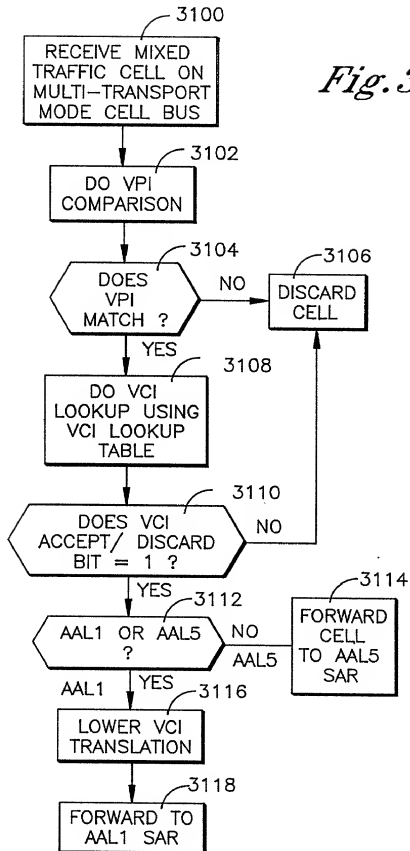 3100
RECEIVE MIXED
TRAFFIC CELL ON
MULTI-TRANSPORT
MODE CELL BUS
Fig. 3
3102
DO VPI
COMPARISON
3104
DOES
VPI
MATCH ?
NO
3106
DISCARD
CELL
YES
3108
DO VCI
LOOKUP USING
VCI LOOKUP
TABLE
3110
DOES VCI
ACCEPT/ DISCARD
BIT = 1 ?
NO
YES
3112
AAL1 OR AAL5
?
NO
AAL5
3114
FORWARD
CELL
TO AAL5
SAR
AAL1
YES
3116
LOWER VCI
TRANSLATION
3118
FORWARD TO
AAL1 SAR